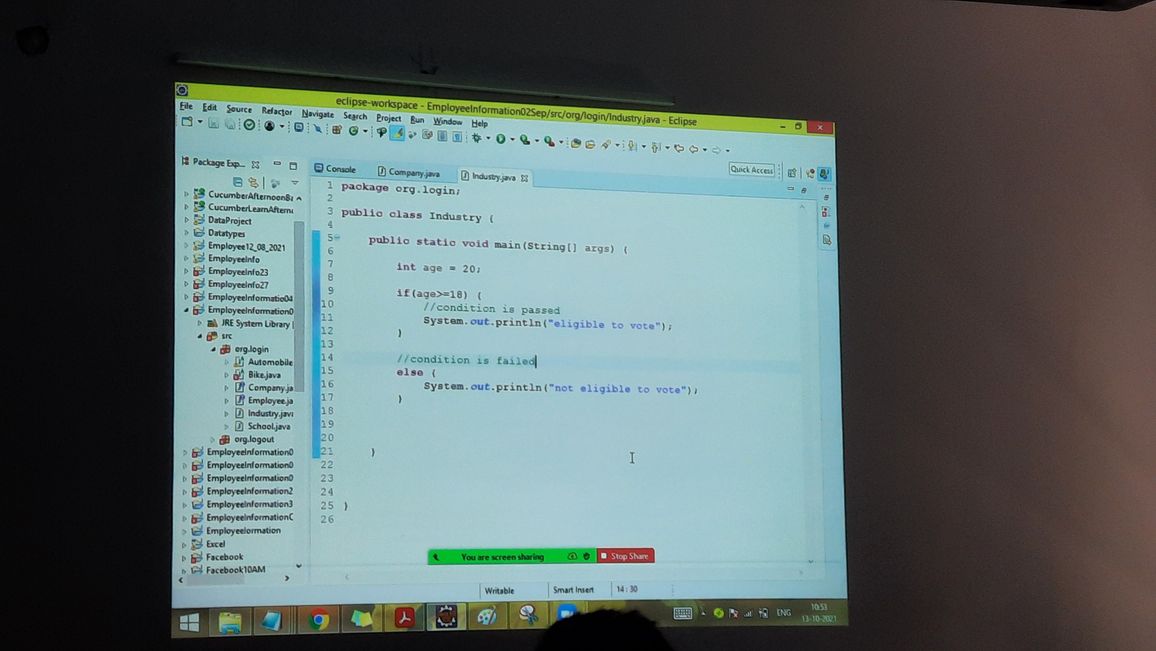 eclipse-workspace - EmployeeInformation02Sep/src/org/login/Industry.java - Eclipse
File Edit Source Refactor Navigate Search Project Run Window Help
Quick Access
Package Exp...
CucumberAfternoon8
CucumberLearnAftern
DataProject
Datatypes
Employee12_08_2021
EmployeeInfo
EmployeeInfo23
EmployeeInfo27
EmployeeInformatio04
EmployeeInformation0
JRE System Library [
src
org.login
Automobile
Bike.java
Company.ja
Employee.ja
Industry.java
School.java
org.logout
EmployeeInformation0
EmployeeInformation0
EmployeeInformation0
EmployeeInformation2
EmployeeInformation3
EmployeeInformationC
Employeelormation
Excel
Facebook
Facebook10AM
Console Company.java Industry.java
1 package org.login;
2
3 public class Industry {
4
5 public static void main(String[] args) {
6
7 int age = 20;
8
9 if(age>=18) {
10 //condition is passed
11 System.out.println("eligible to vote");
12 }
13
14 //condition is failed
15 else {
16 System.out.println("not eligible to vote");
17 }
18
19
20
21 }
22
23
24
25 }
26
You are screen sharing Stop Share
Writable Smart Insert 14 : 30
ENG 10:53
13-10-2021